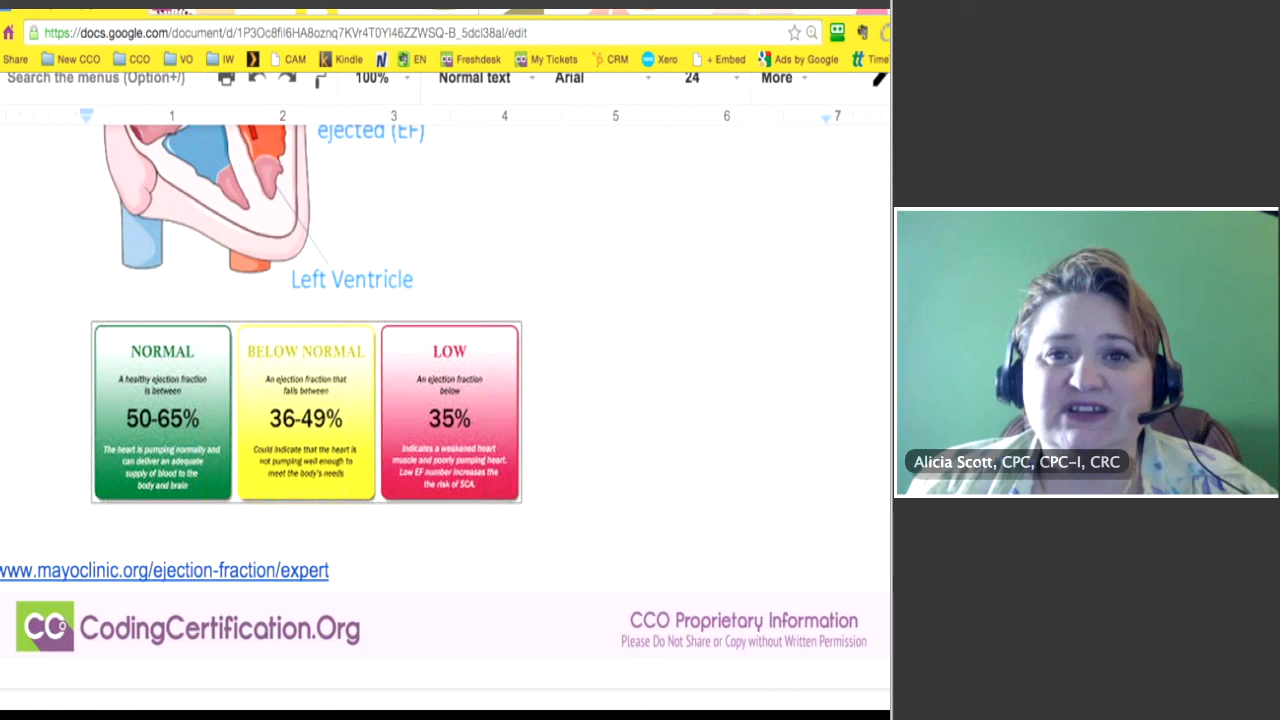 https://docs.google.com/document/d/1P3Oc8fil6HA8oznq7KVr4T0Yl46ZZWSQ-B_5dcl38al/edit
Share New CCO CCO VO IW CAM Kindle EN Freshdesk My Tickets CRM Xero + Embed Ads by Google Time
Search the menus (Option+/) 100% Normal text Arial 24 More
1 2 3 4 5 6 7
ejected (EF)
Left Ventricle
NORMAL
A healthy ejection fraction
is between
50-65%
The heart is pumping normally and
can deliver an adequate
supply of blood to the
body and brain
BELOW NORMAL
An ejection fraction that
falls between
36-49%
Could indicate that the heart is
not pumping well enough to
meet the body's needs
LOW
An ejection fraction
below
35%
Indicates a weakened heart
muscle and poorly pumping heart.
Low EF number increases the
the risk of SCA.
Alicia Scott, CPC, CPC-I, CRC
www.mayoclinic.org/ejection-fraction/expert
CCO CodingCertification.Org
CCO Proprietary Information
Please Do Not Share or Copy without Written Permission